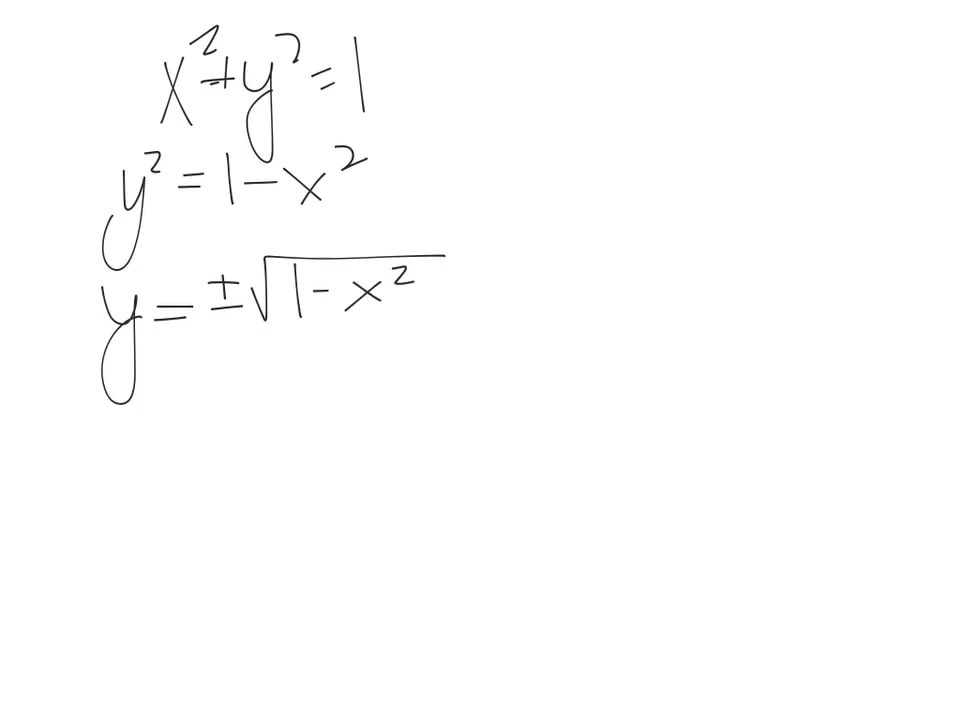 x²+y²=1
y²=1-x²
y=±√(1-x²)